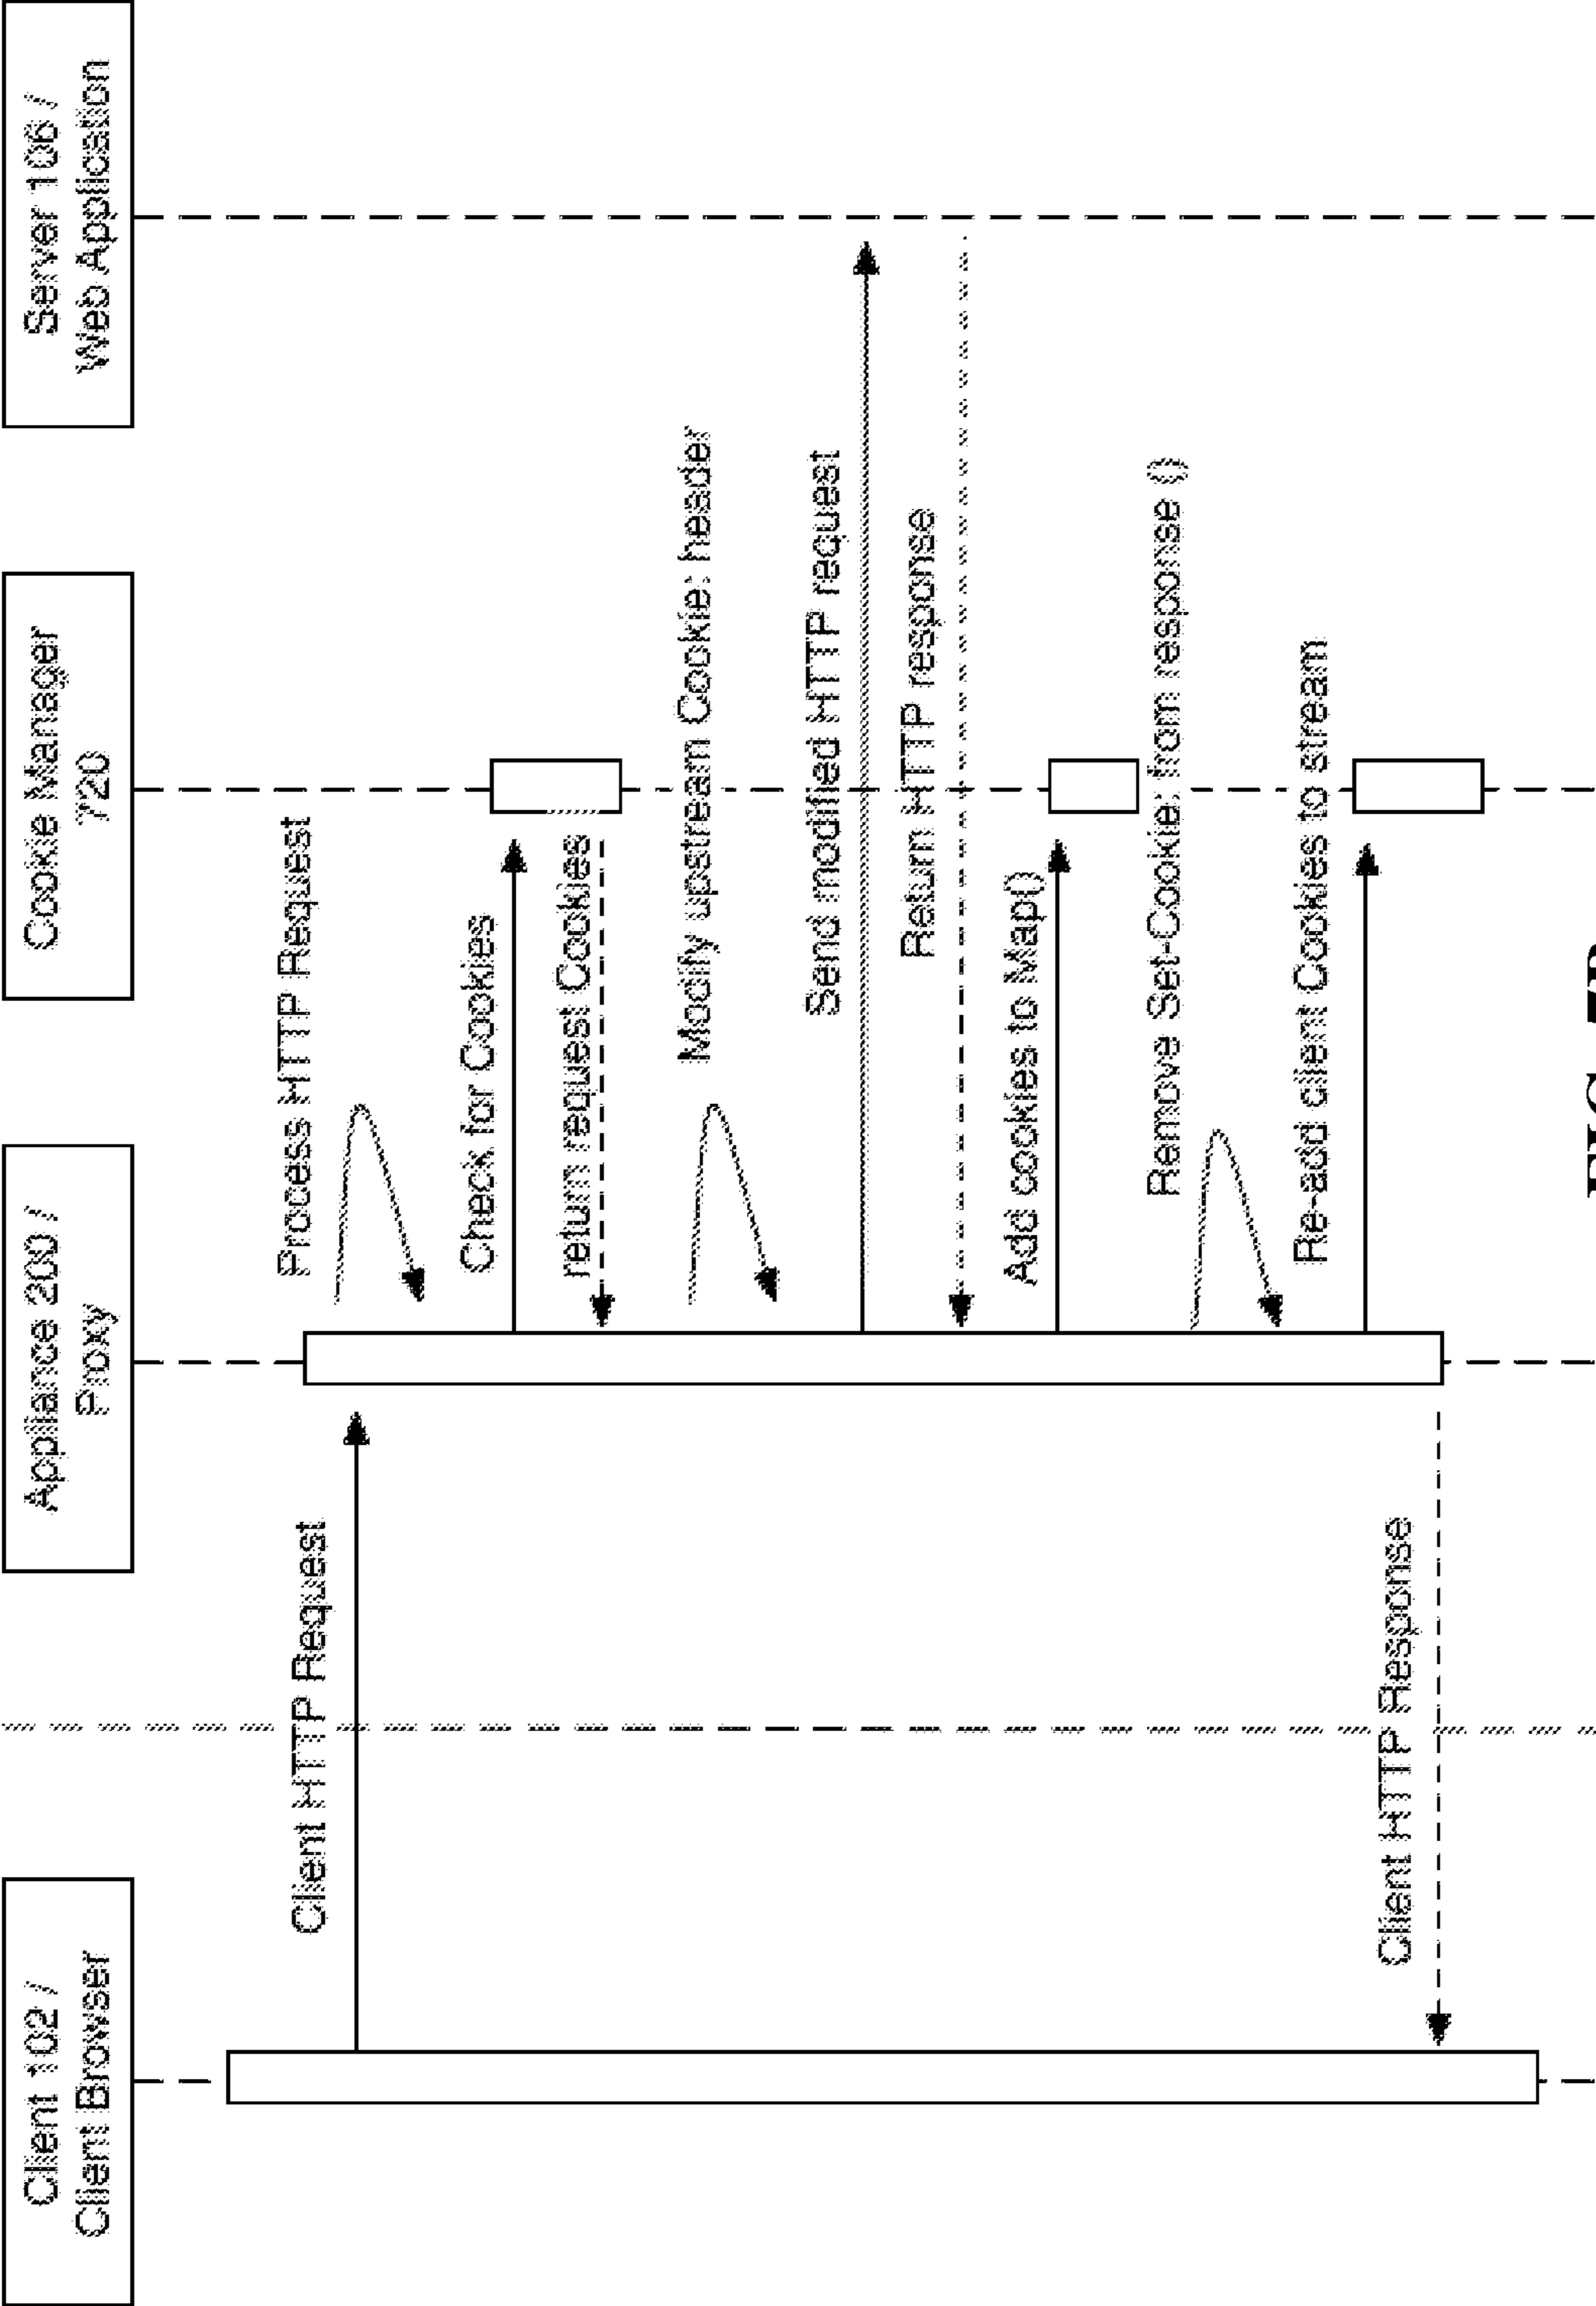 Client 102 /
Client Browser
Appliance 200 /
Proxy
Cookie Manager
720
Server 106 /
Web Application
Client HTTP Request
Process HTTP Request
Check for Cookies
return request Cookies
Modify upstream Cookie: header
Send modified HTTP request
Return HTTP response
Add cookies to Map()
Remove Set-Cookie: from response ()
Re-add client Cookies to stream
Client HTTP Response